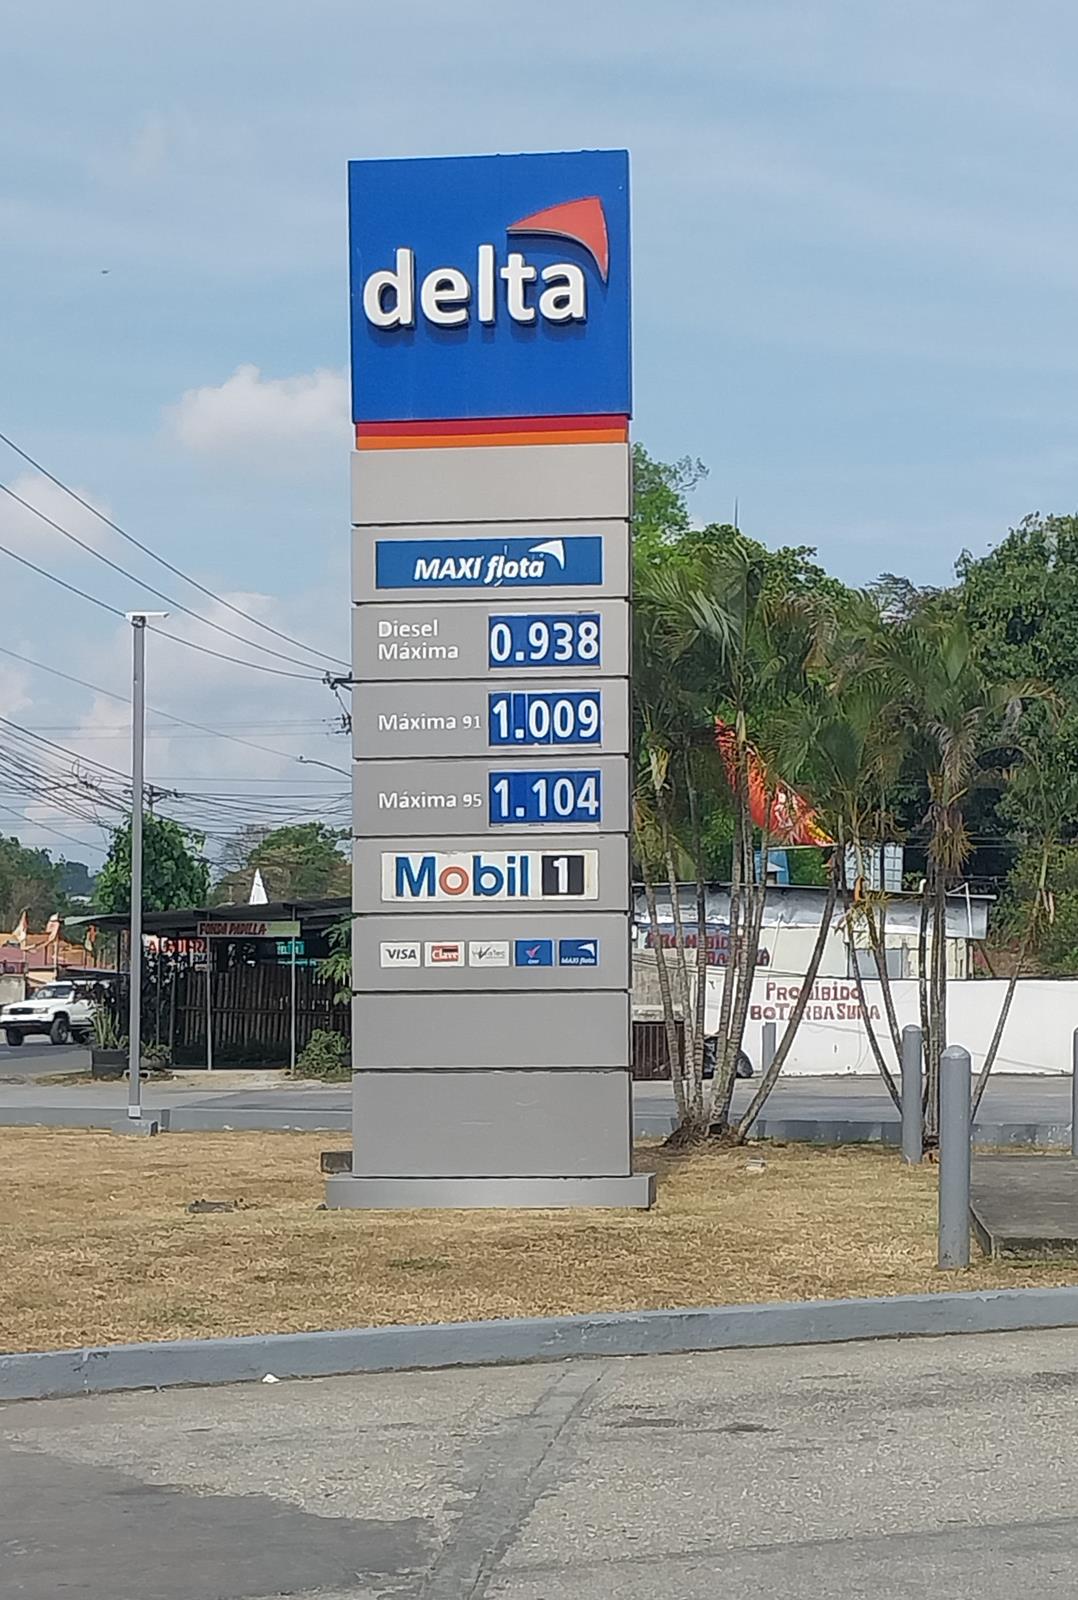 delta
MAXI flota
Diesel
Máxima
0.938
Máxima 91
1.009
Máxima 95
1.104
Mobil 1
VISA
Clave
MAXI flota
FONDA PADILLA
PROHIBIDO
BOTAR BASURA